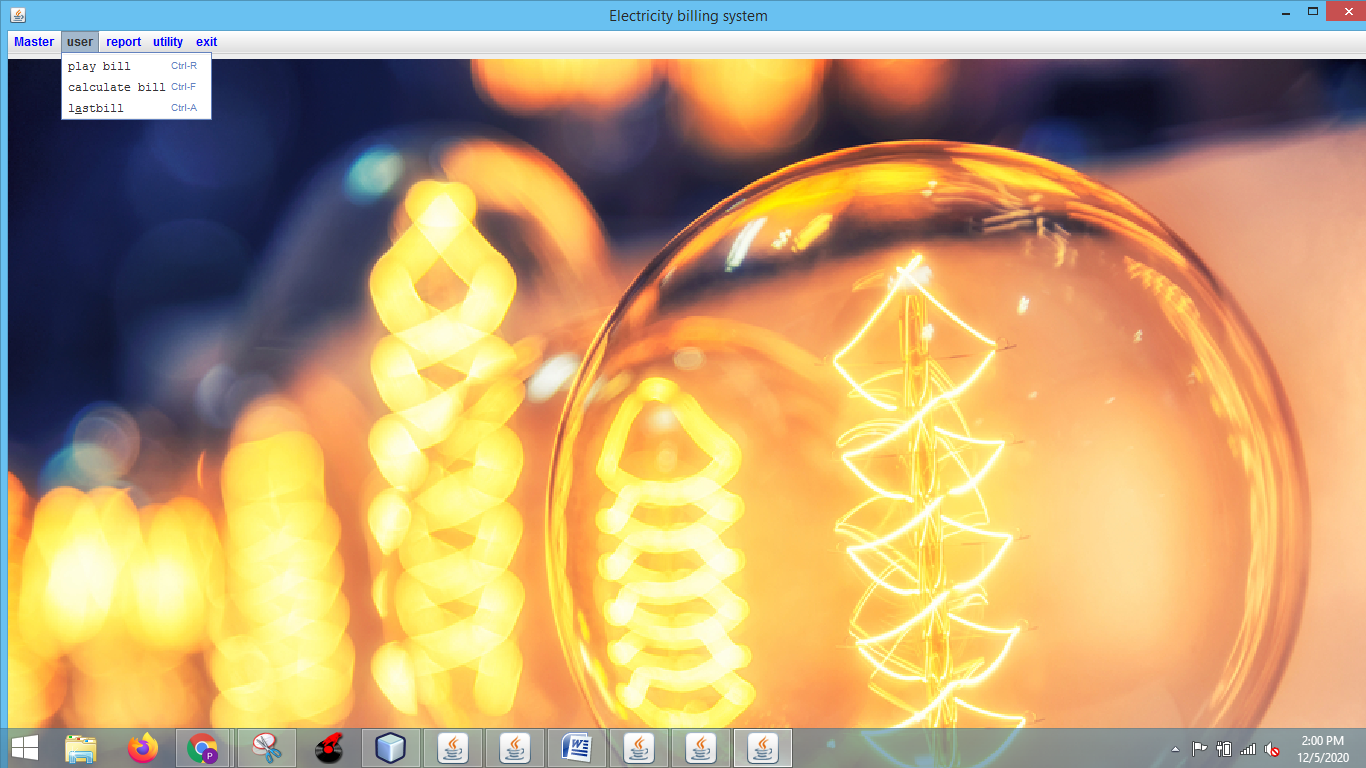 Electricity billing system
Master user report utility exit
play bill Ctrl-R
calculate bill Ctrl-F
lastbill Ctrl-A
P
W
2:00 PM
12/5/2020